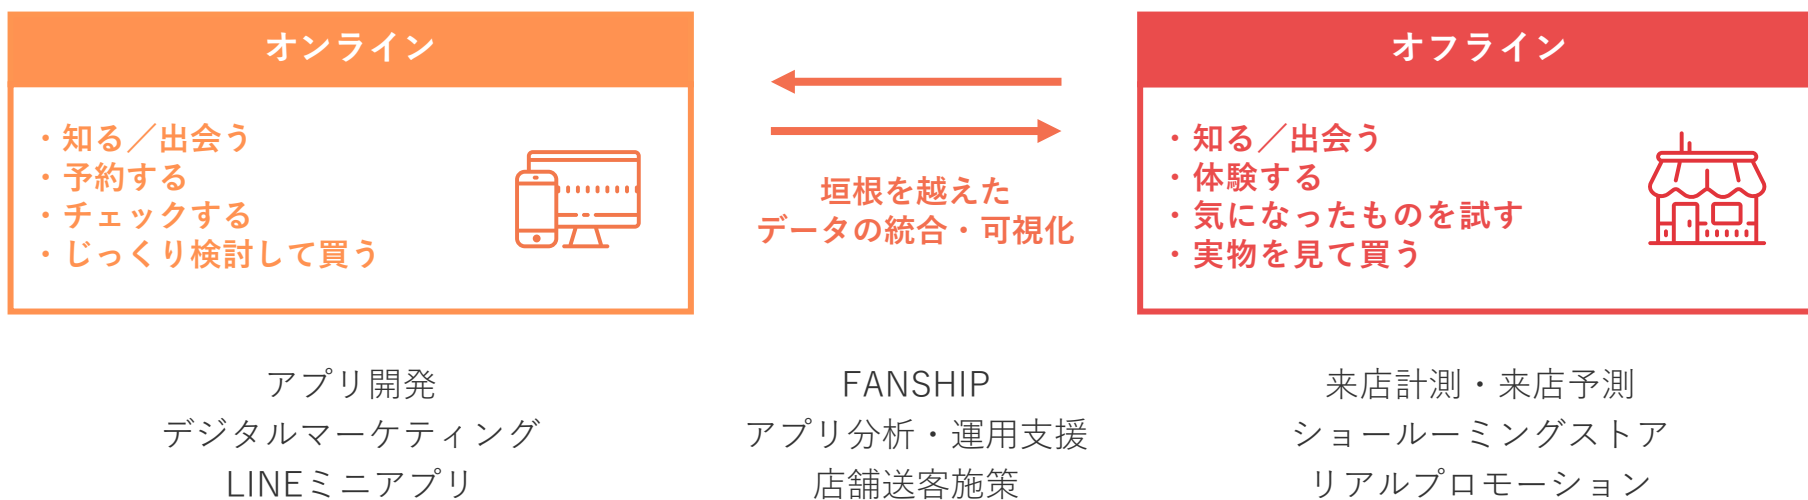 オンライン
・知る／出会う
・予約する
・チェックする
・じっくり検討して買う
垣根を越えた
データの統合・可視化
オフライン
・知る／出会う
・体験する
・気になったものを試す
・実物を見て買う
アプリ開発
デジタルマーケティング
LINEミニアプリ
FANSHIP
アプリ分析・運用支援
店舗送客施策
来店計測・来店予測
ショールーミングストア
リアルプロモーション